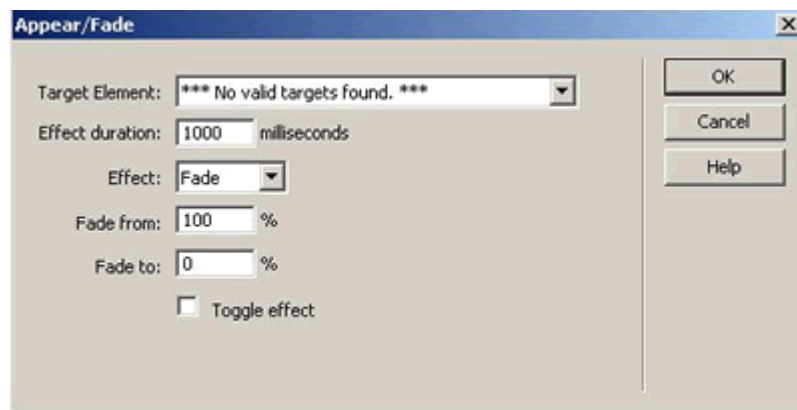 Appear/Fade
Target Element: *** No valid targets found. ***
OK
Effect duration: 1000 milliseconds
Cancel
Effect: Fade
Help
Fade from: 100 %
Fade to: 0 %
Toggle effect